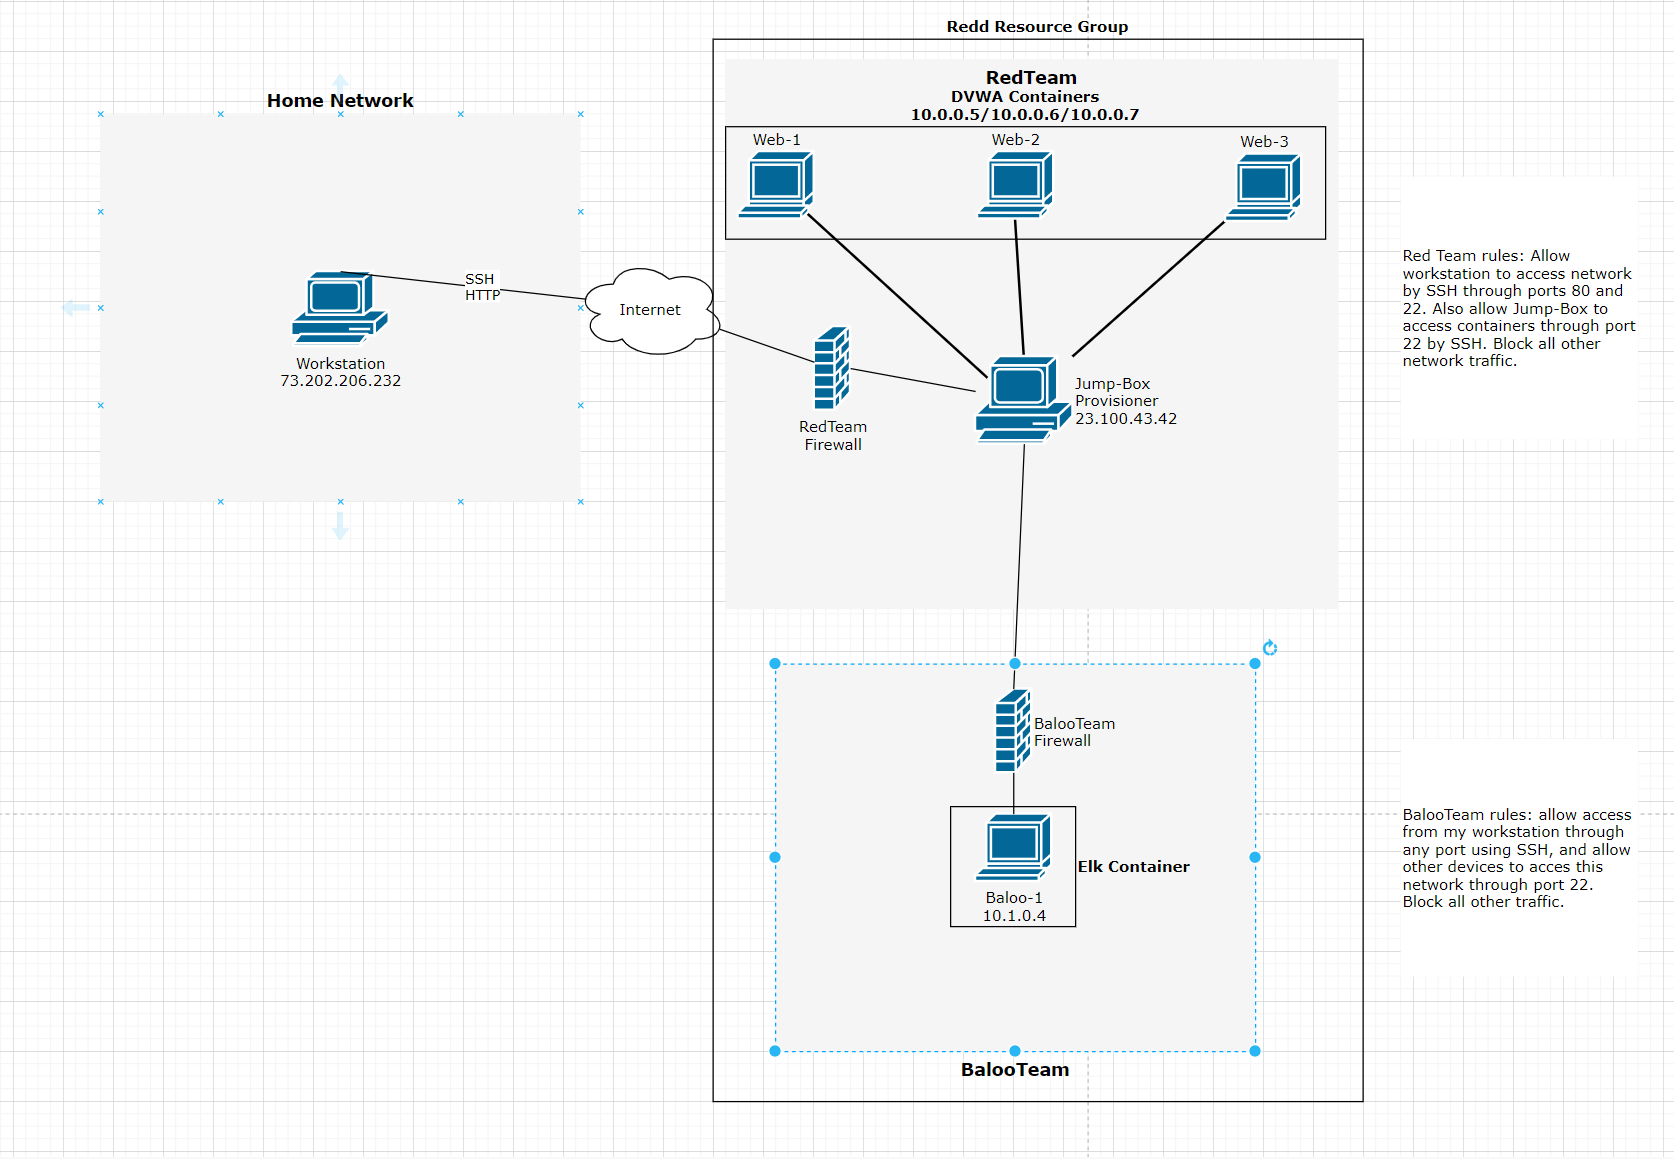 Redd Resource Group
RedTeam
DVWA Containers
10.0.0.5/10.0.0.6/10.0.0.7
Web-1
Web-2
Web-3
Home Network
SSH
HTTP
Internet
Workstation
73.202.206.232
RedTeam
Firewall
Jump-Box
Provisioner
23.100.43.42
Red Team rules: Allow
workstation to access network
by SSH through ports 80 and
22. Also allow Jump-Box to
access containers through port
22 by SSH. Block all other
network traffic.
BalooTeam
Firewall
Elk Container
Baloo-1
10.1.0.4
BalooTeam
BalooTeam rules: allow access
from my workstation through
any port using SSH, and allow
other devices to acces this
network through port 22.
Block all other traffic.